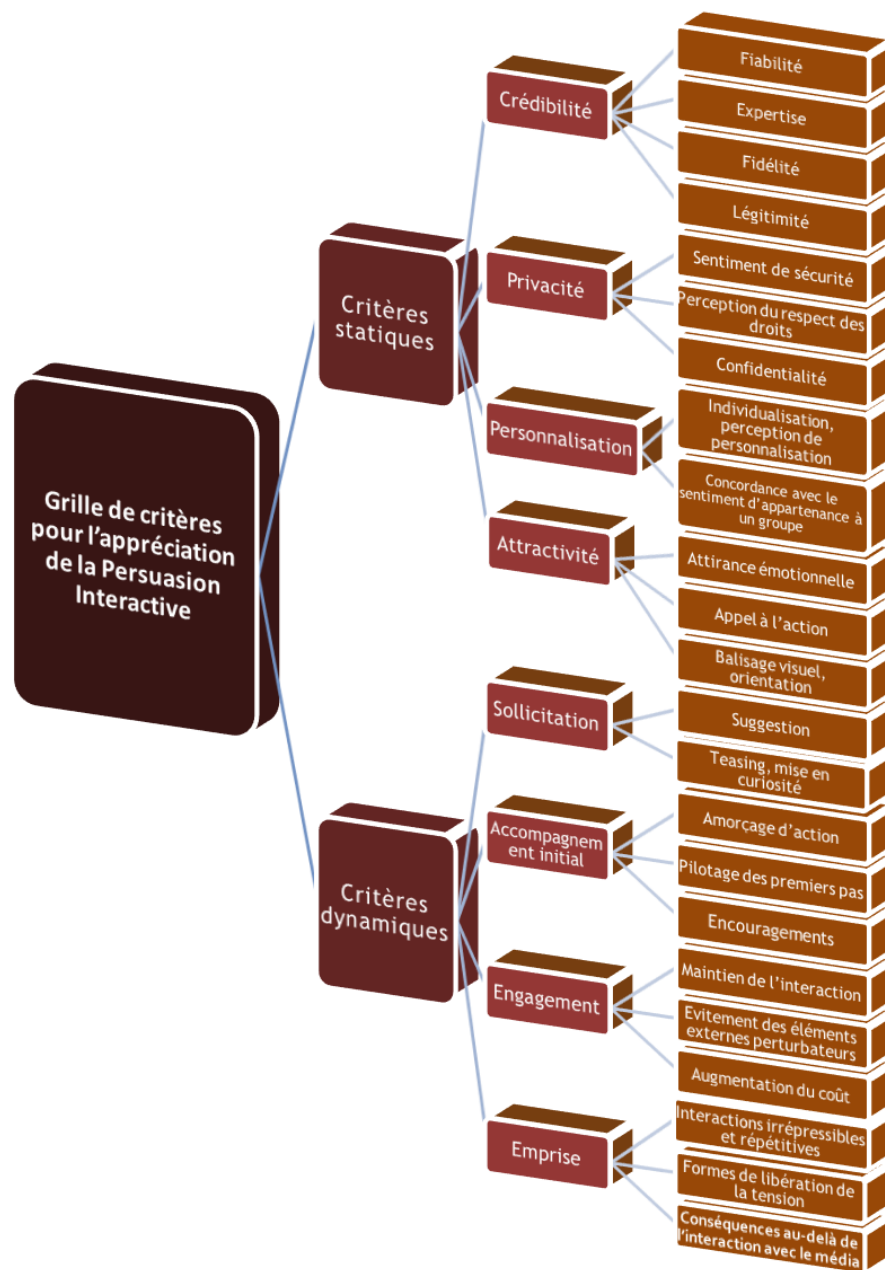 Grille de critères
pour l'appréciation
de la Persuasion
Interactive
Critères
statiques
Crédibilité
Fiabilité
Expertise
Fidélité
Légitimité
Privacité
Sentiment de sécurité
Perception du respect des
droits
Confidentialité
Personnalisation
Individualisation,
perception de
personnalisation
Concordance avec le
sentiment d'appartenance à
un groupe
Attractivité
Attirance émotionnelle
Appel à l'action
Balisage visuel,
orientation
Critères
dynamiques
Sollicitation
Suggestion
Teasing, mise en
curiosité
Accompagnem
ent initial
Amorçage d'action
Pilotage des premiers pas
Encouragements
Engagement
Maintien de l'interaction
Evitement des éléments
externes perturbateurs
Augmentation du coût
Emprise
Interactions irrépressibles
et répétitives
Formes de libération de
la tension
Conséquences au-delà de
l'interaction avec le média